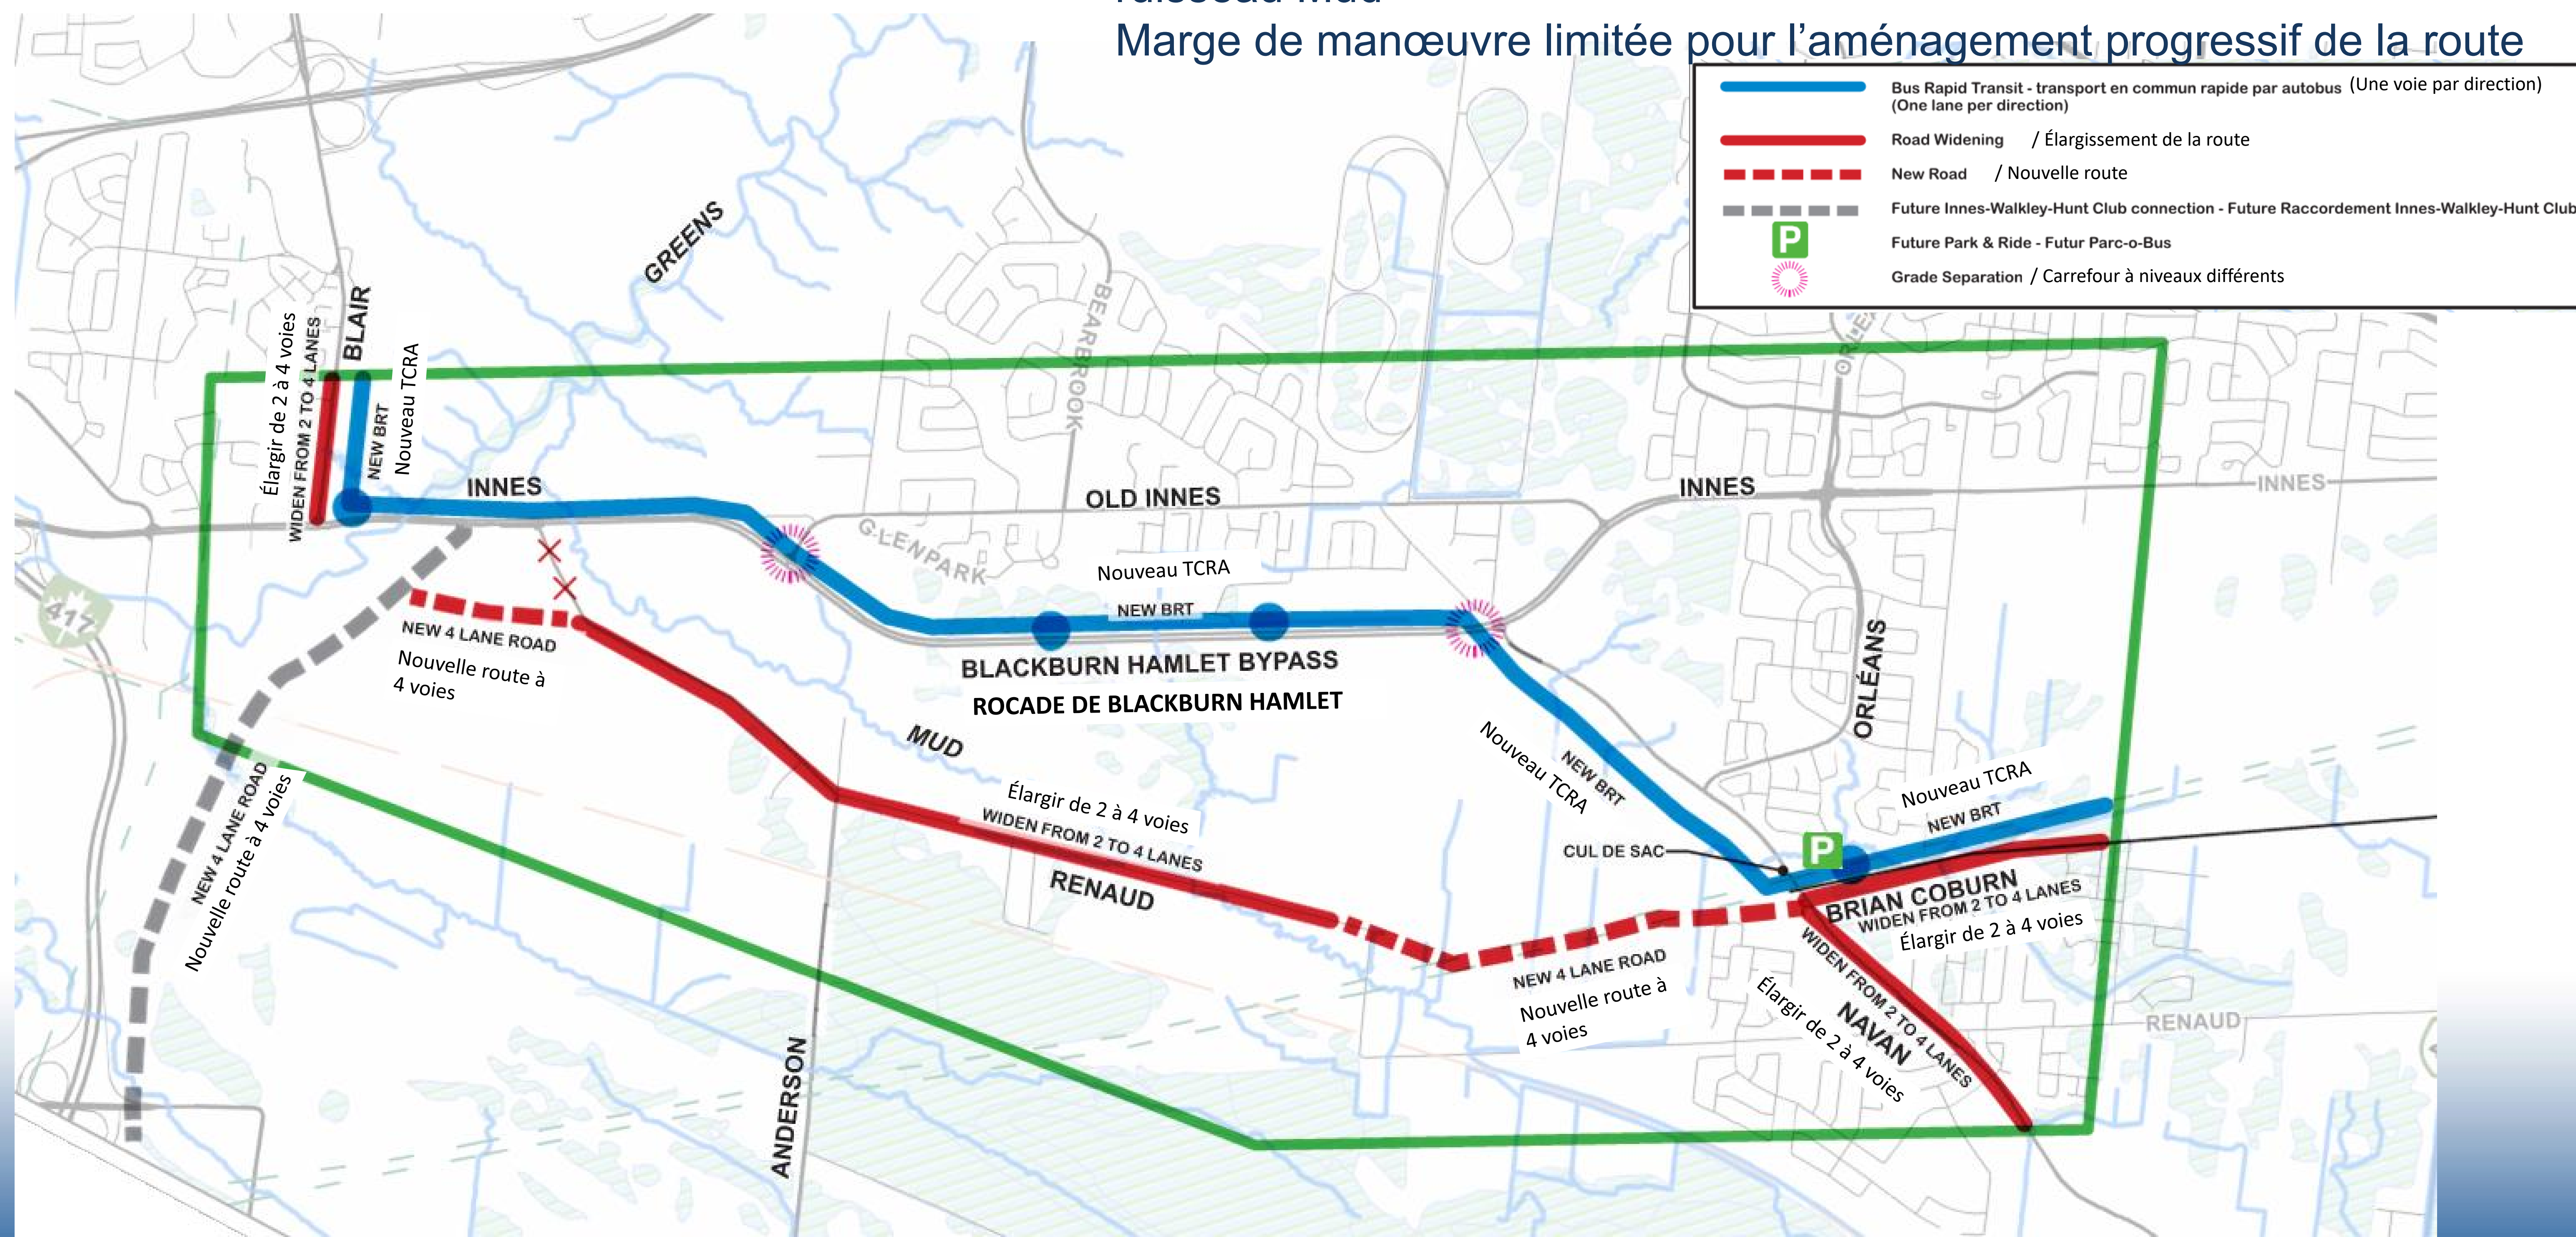 ruisseau Mud
Marge de manœuvre limitée pour l'aménagement progressif de la route
Bus Rapid Transit - transport en commun rapide par autobus (Une voie par direction)
(One lane per direction)
Road Widening / Élargissement de la route
New Road / Nouvelle route
Future Innes-Walkley-Hunt Club connection - Future Raccordement Innes-Walkley-Hunt Club
P
Future Park & Ride - Futur Parc-o-Bus
Grade Separation / Carrefour à niveaux différents
GREENS
BEARBROOK
BLAIR
Élargir de 2 à 4 voies
WIDEN FROM 2 TO 4 LANES
NEW BRT
Nouveau TCRA
INNES
OLD INNES
INNES
INNES
GLENPARK
417
Nouveau TCRA
NEW BRT
NEW 4 LANE ROAD
Nouvelle route à
4 voies
BLACKBURN HAMLET BYPASS
ROCADE DE BLACKBURN HAMLET
ORLÉANS
MUD
NEW 4 LANE ROAD
Nouvelle route à 4 voies
Élargir de 2 à 4 voies
WIDEN FROM 2 TO 4 LANES
RENAUD
Nouveau TCRA
NEW BRT
Nouveau TCRA
NEW BRT
CUL DE SAC
P
BRIAN COBURN
WIDEN FROM 2 TO 4 LANES
Élargir de 2 à 4 voies
NEW 4 LANE ROAD
Nouvelle route à
4 voies
WIDEN FROM 2 TO 4 LANES
NAVAN
Élargir de 2 à 4 voies
RENAUD
ANDERSON